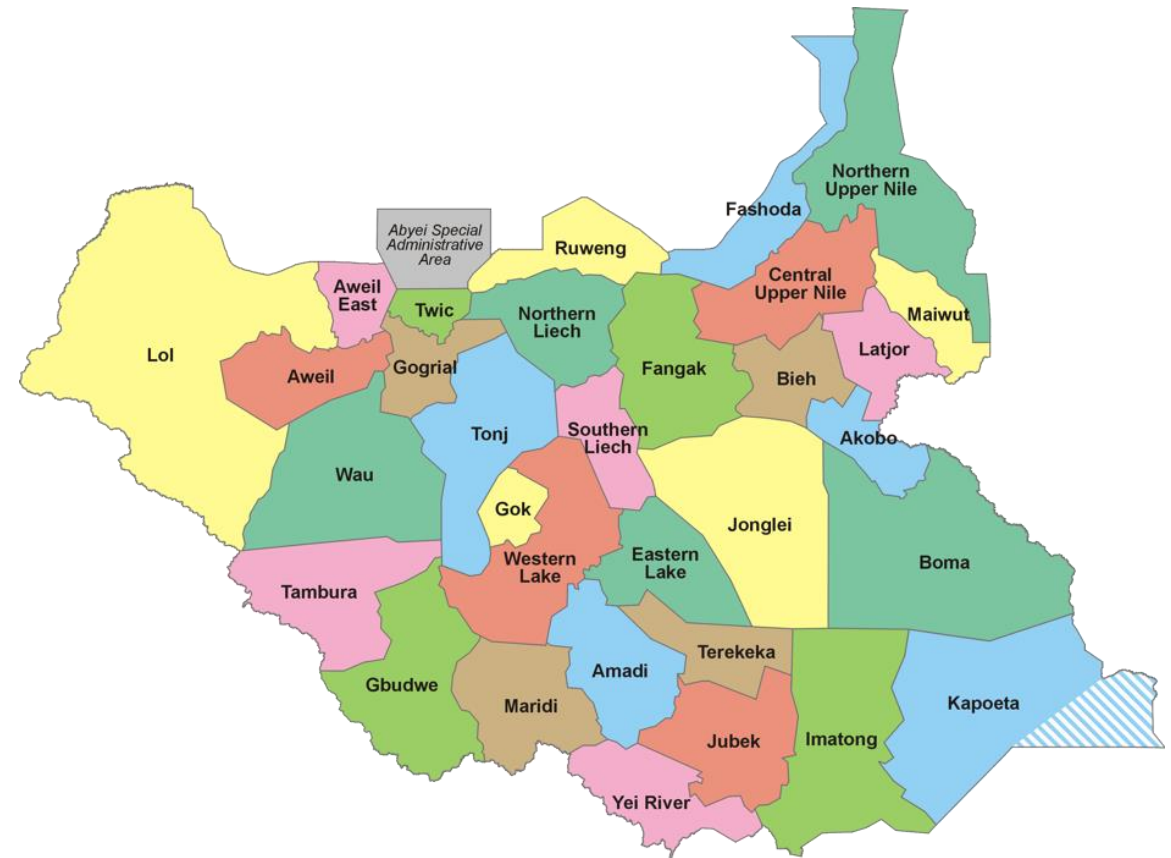 Northern
Upper Nile
Fashoda
Abyei Special
Administrative
Area
Ruweng
Aweil
East
Twic
Northern
Liech
Central
Upper Nile
Maiwut
Lol
Latjor
Gogrial
Fangak
Aweil
Bieh
Tonj
Southern
Liech
Akobo
Wau
Gok
Jonglei
Western
Lake
Eastern
Lake
Boma
Tambura
Terekeka
Amadi
Gbudwe
Maridi
Kapoeta
Jubek
Imatong
Yei River